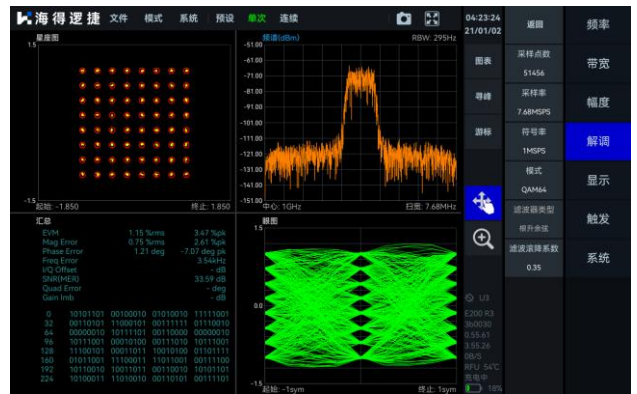 海得逻捷 文件 模式 系统 预设 单次 连续
04:23:24
21/01/02
星座图
1.5
-1.5
起始: -1.850 终止: 1.850
频谱(dBm) RBW: 295Hz
-51.00
-61.00
-71.00
-81.00
-91.00
-101.00
-111.00
-121.00
-131.00
-141.00
-151.00
中心: 1GHz 扫宽: 7.68MHz
汇总
EVM 1.15 %rms 3.47 %pk
Mag Error 0.75 %rms 2.61 %pk
Phase Error 1.21 deg -7.07 deg pk
Freq Error 3.54kHz
I/Q Offset - dB
SNR(MER) 33.59 dB
Quad Error - deg
Gain Imb - dB
0 10101101 00100010 01010010 11111001
32 00110101 11000101 00111111 01110010
64 00000010 10111101 00110000 00000010
96 10111001 00010100 00111010 10111001
128 11100101 00011011 10010100 01101111
160 01011001 11100011 11011001 00111100
192 10110010 10010011 00110010 10110101
224 10100011 11010010 00110101 00111101
眼图
1.5
0.0
-1.5
起始: -1sym 终止: 1sym
图表
寻峰
游标
U3
E200 R3
3b0030
0.55.61
3.55.26
0B/S
RFU 54°C
充电中
18%
返回
采样点数
51456
采样率
7.68MSPS
符号率
1MSPS
模式
QAM64
滤波器类型
根升余弦
滤波滚降系数
0.35
频率
带宽
幅度
解调
显示
触发
系统